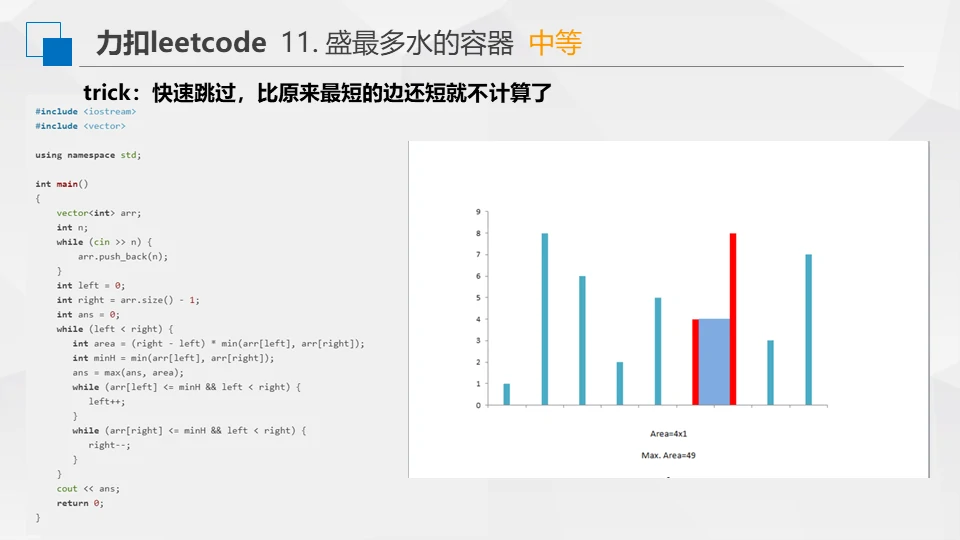 力扣leetcode 11. 盛最多水的容器 中等
trick：快速跳过，比原来最短的边还短就不计算了
#include <iostream>
#include <vector>
using namespace std;
int main()
{
vector<int> arr;
int n;
while (cin >> n) {
arr.push_back(n);
}
int left = 0;
int right = arr.size() - 1;
int ans = 0;
while (left < right) {
int area = (right - left) * min(arr[left], arr[right]);
int minH = min(arr[left], arr[right]);
ans = max(ans, area);
while (arr[left] <= minH && left < right) {
left++;
}
while (arr[right] <= minH && left < right) {
right--;
}
}
cout << ans;
return 0;
}
9
8
7
6
5
4
3
2
1
0
Area=4x1
Max. Area=49